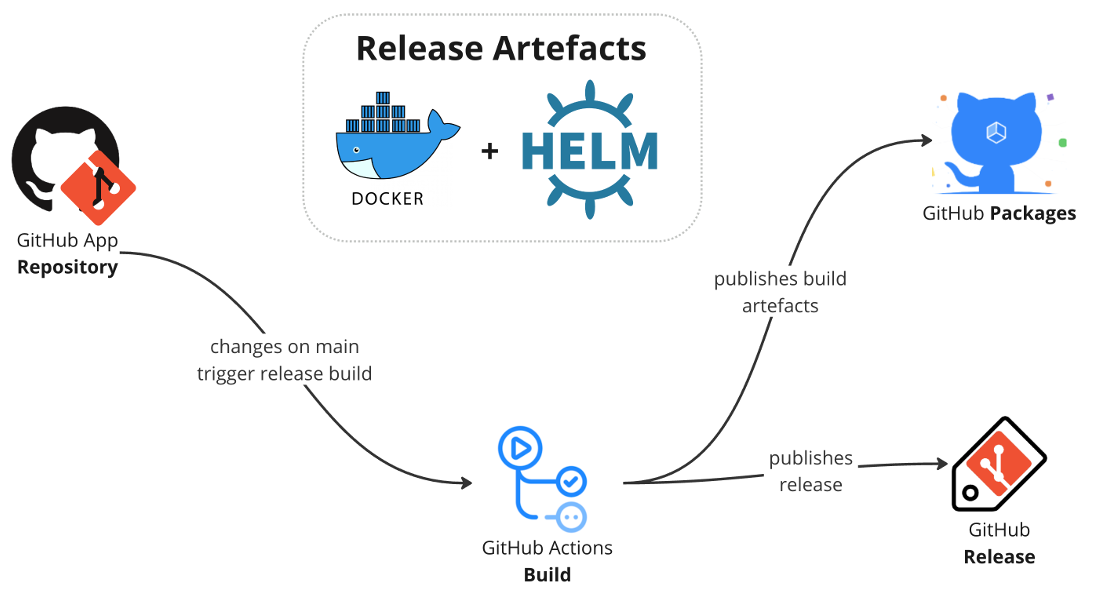 Release Artefacts
DOCKER
+
HELM
GitHub App
Repository
GitHub Packages
publishes build
artefacts
changes on main
trigger release build
publishes
release
GitHub Actions
Build
GitHub
Release